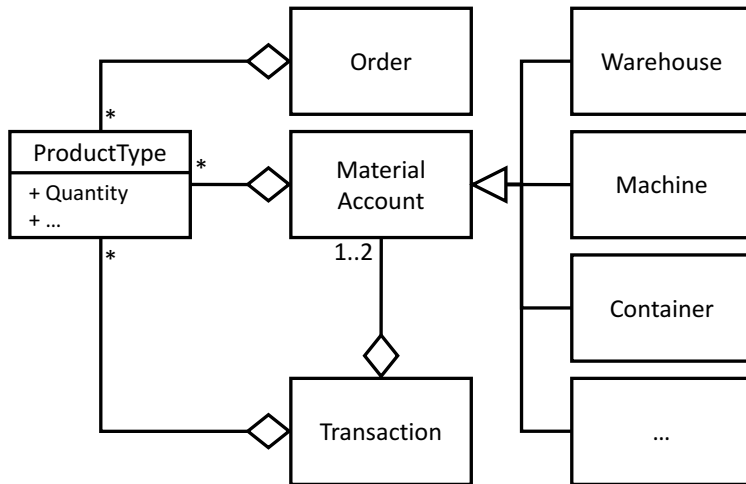 Order
Warehouse
*
ProductType
+ Quantity
+ ...
*
Material
Account
Machine
*
1..2
Container
Transaction
...